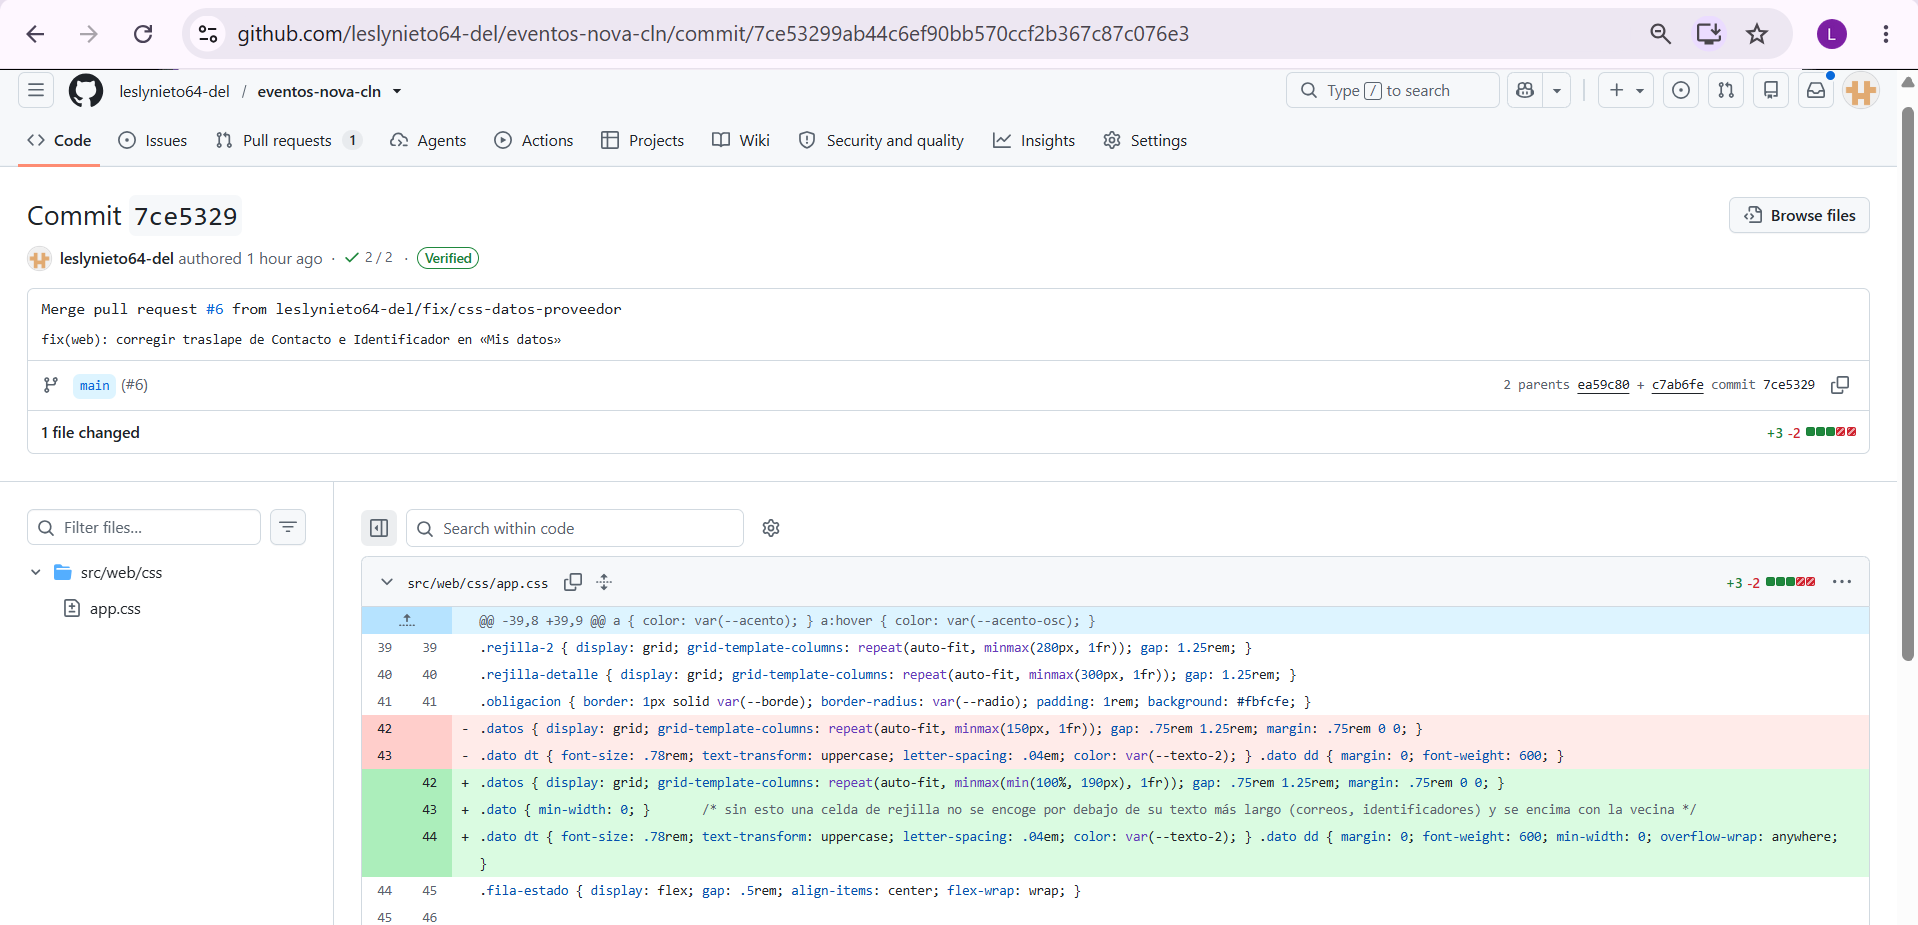 github.com/leslynieto64-del/eventos-nova-cln/commit/7ce53299ab44c6ef90bb570ccf2b367c87c076e3
L
leslynieto64-del / eventos-nova-cln
Type / to search
Code
Issues
Pull requests 1
Agents
Actions
Projects
Wiki
Security and quality
Insights
Settings
Commit 7ce5329
Browse files
leslynieto64-del authored 1 hour ago · 2 / 2 · Verified
Merge pull request #6 from leslynieto64-del/fix/css-datos-proveedor
fix(web): corregir traslape de Contacto e Identificador en «Mis datos»
main (#6)
2 parents ea59c80 + c7ab6fe commit 7ce5329
1 file changed
+3 -2
Filter files...
Search within code
src/web/css
app.css
src/web/css/app.css
+3 -2
@@ -39,8 +39,9 @@ a { color: var(--acento); } a:hover { color: var(--acento-osc); }
39 39 .rejilla-2 { display: grid; grid-template-columns: repeat(auto-fit, minmax(280px, 1fr)); gap: 1.25rem; }
40 40 .rejilla-detalle { display: grid; grid-template-columns: repeat(auto-fit, minmax(300px, 1fr)); gap: 1.25rem; }
41 41 .obligacion { border: 1px solid var(--borde); border-radius: var(--radio); padding: 1rem; background: #fbfcfe; }
42 - .datos { display: grid; grid-template-columns: repeat(auto-fit, minmax(150px, 1fr)); gap: .75rem 1.25rem; margin: .75rem 0 0; }
43 - .dato dt { font-size: .78rem; text-transform: uppercase; letter-spacing: .04em; color: var(--texto-2); } .dato dd { margin: 0; font-weight: 600; }
42 + .datos { display: grid; grid-template-columns: repeat(auto-fit, minmax(min(100%, 190px), 1fr)); gap: .75rem 1.25rem; margin: .75rem 0 0; }
43 + .dato { min-width: 0; } /* sin esto una celda de rejilla no se encoge por debajo de su texto más largo (correos, identificadores) y se encima con la vecina */
44 + .dato dt { font-size: .78rem; text-transform: uppercase; letter-spacing: .04em; color: var(--texto-2); } .dato dd { margin: 0; font-weight: 600; min-width: 0; overflow-wrap: anywhere;
}
44 45 .fila-estado { display: flex; gap: .5rem; align-items: center; flex-wrap: wrap; }
45 46